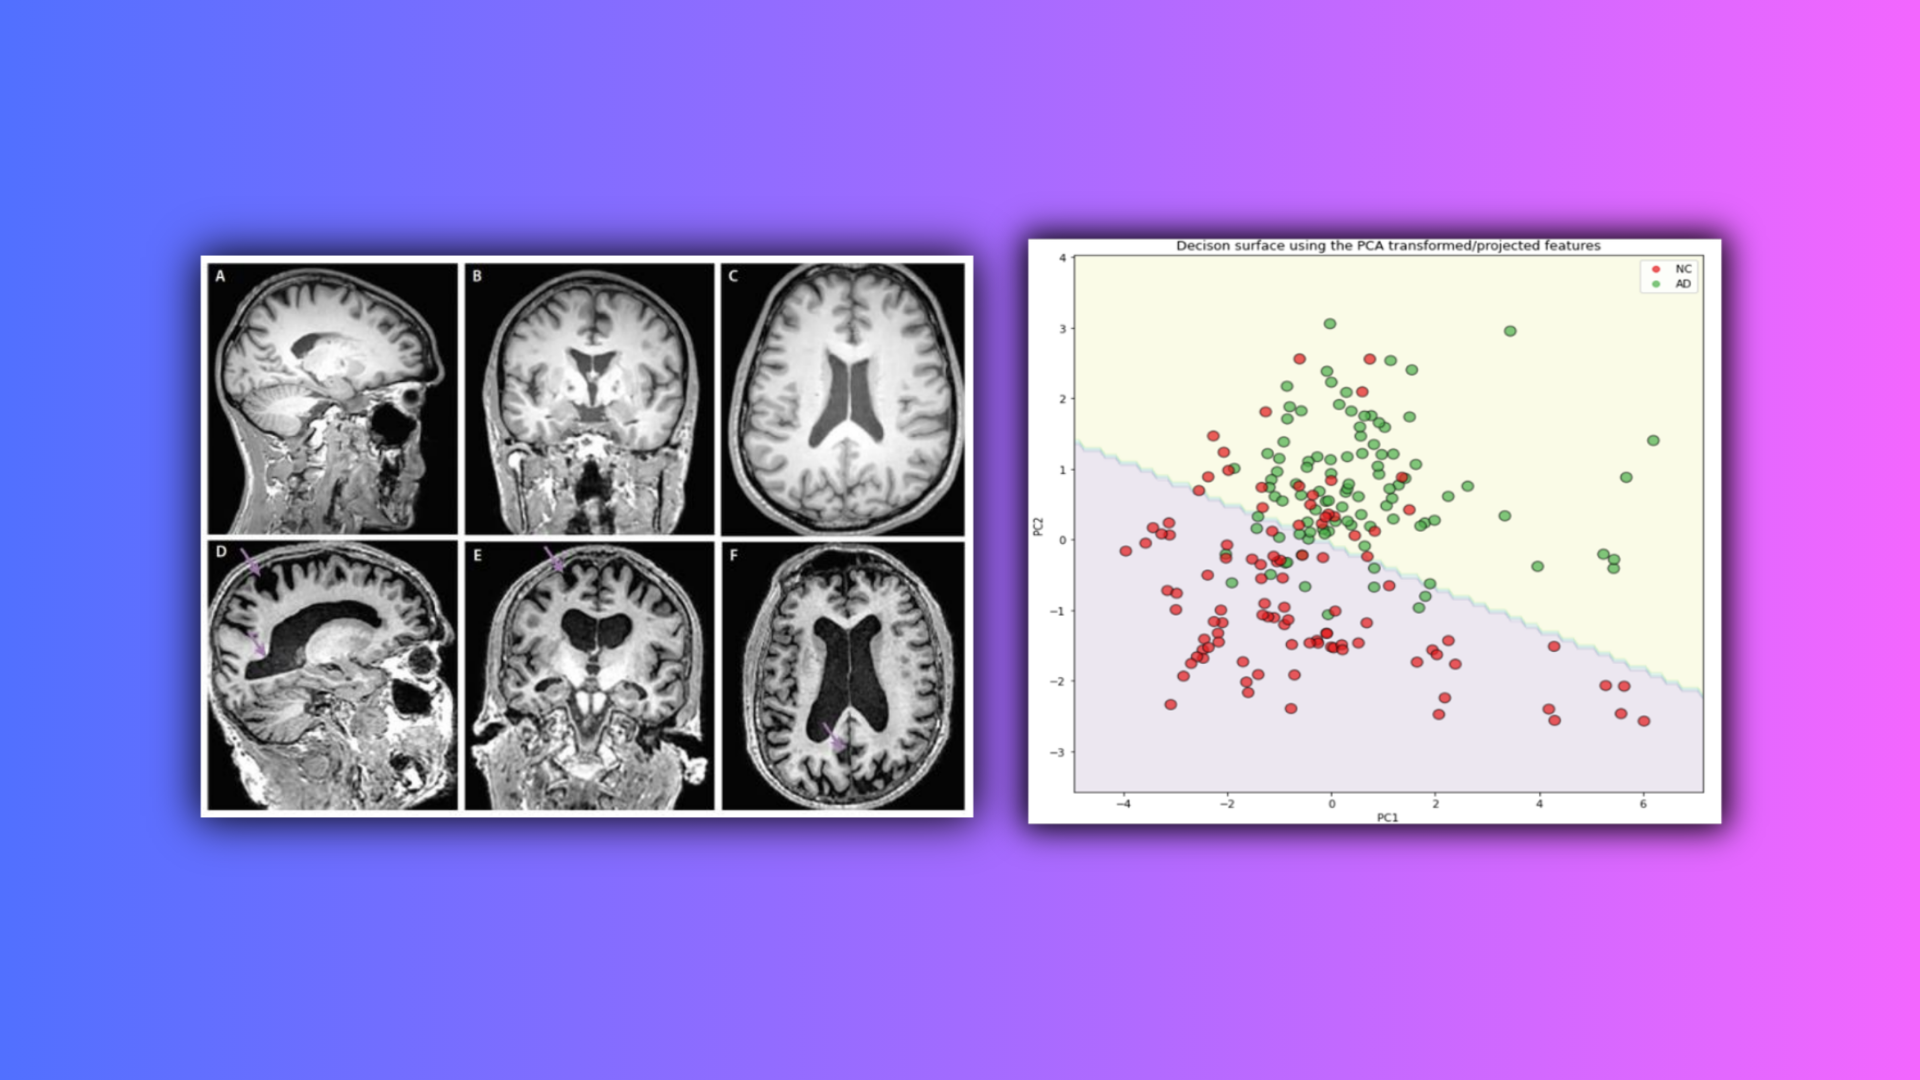 A
B
C
D
E
F
Decison surface using the PCA transformed/projected features
NC
AD
4
3
2
1
0
−1
−2
−3
PC2
−4
−2
0
2
4
6
PC1